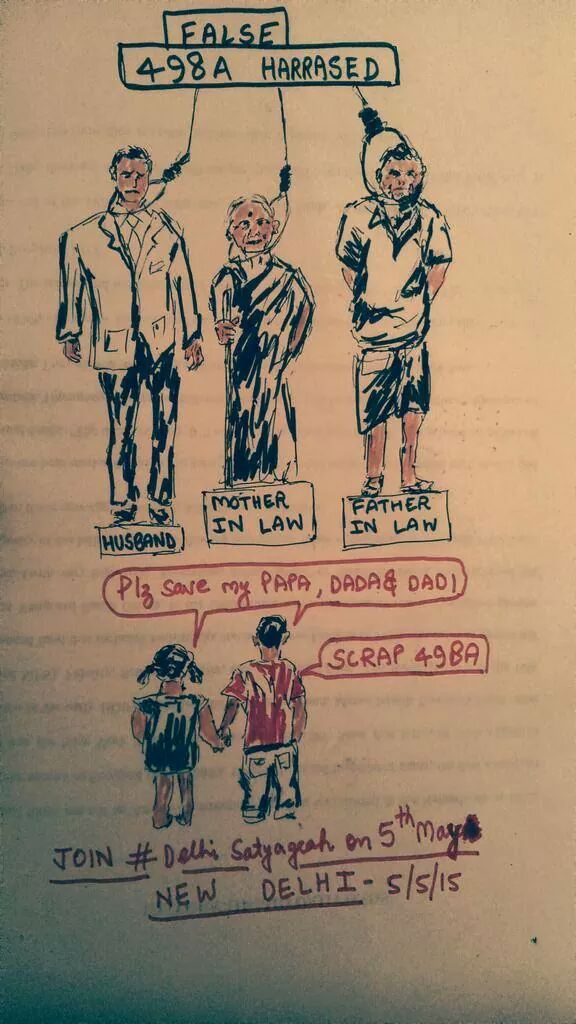 FALSE
498A HARRASED
HUSBAND
MOTHER
IN LAW
FATHER
IN LAW
Plz save my PAPA, DADA& DADI
SCRAP 498A
JOIN # Delhi Satyagrah on 5th May
NEW DELHI - 5/5/15